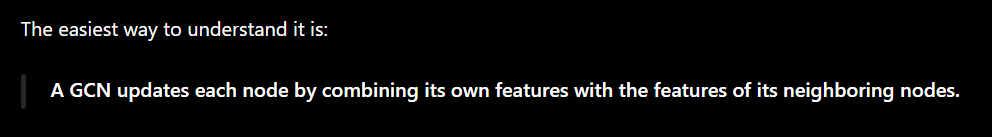 The easiest way to understand it is:
A GCN updates each node by combining its own features with the features of its neighboring nodes.